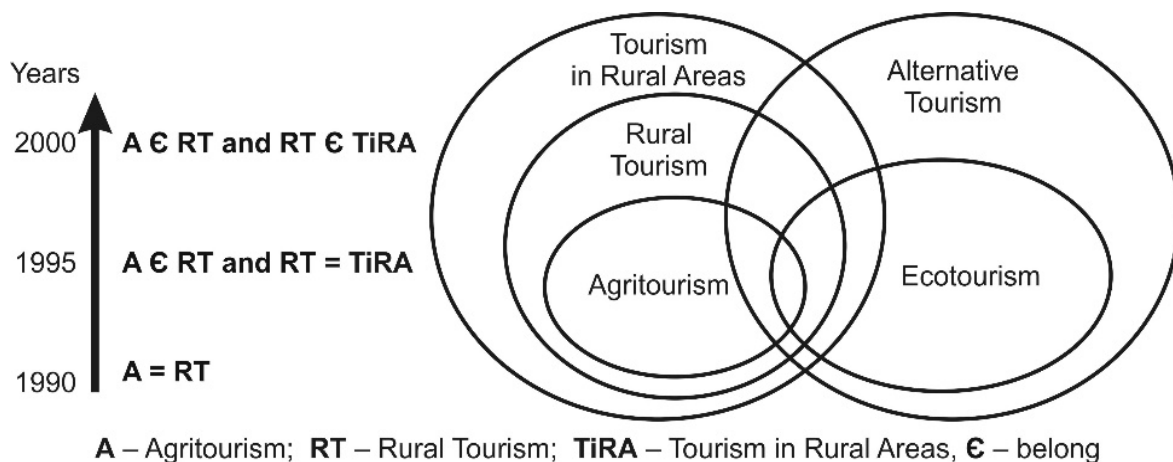 Years
2000
A Є RT and RT Є TiRA
1995
A Є RT and RT = TiRA
1990
A = RT
Tourism
in Rural Areas
Rural
Tourism
Agritourism
Alternative
Tourism
Ecotourism
A – Agritourism; RT – Rural Tourism; TiRA – Tourism in Rural Areas, Є – belong